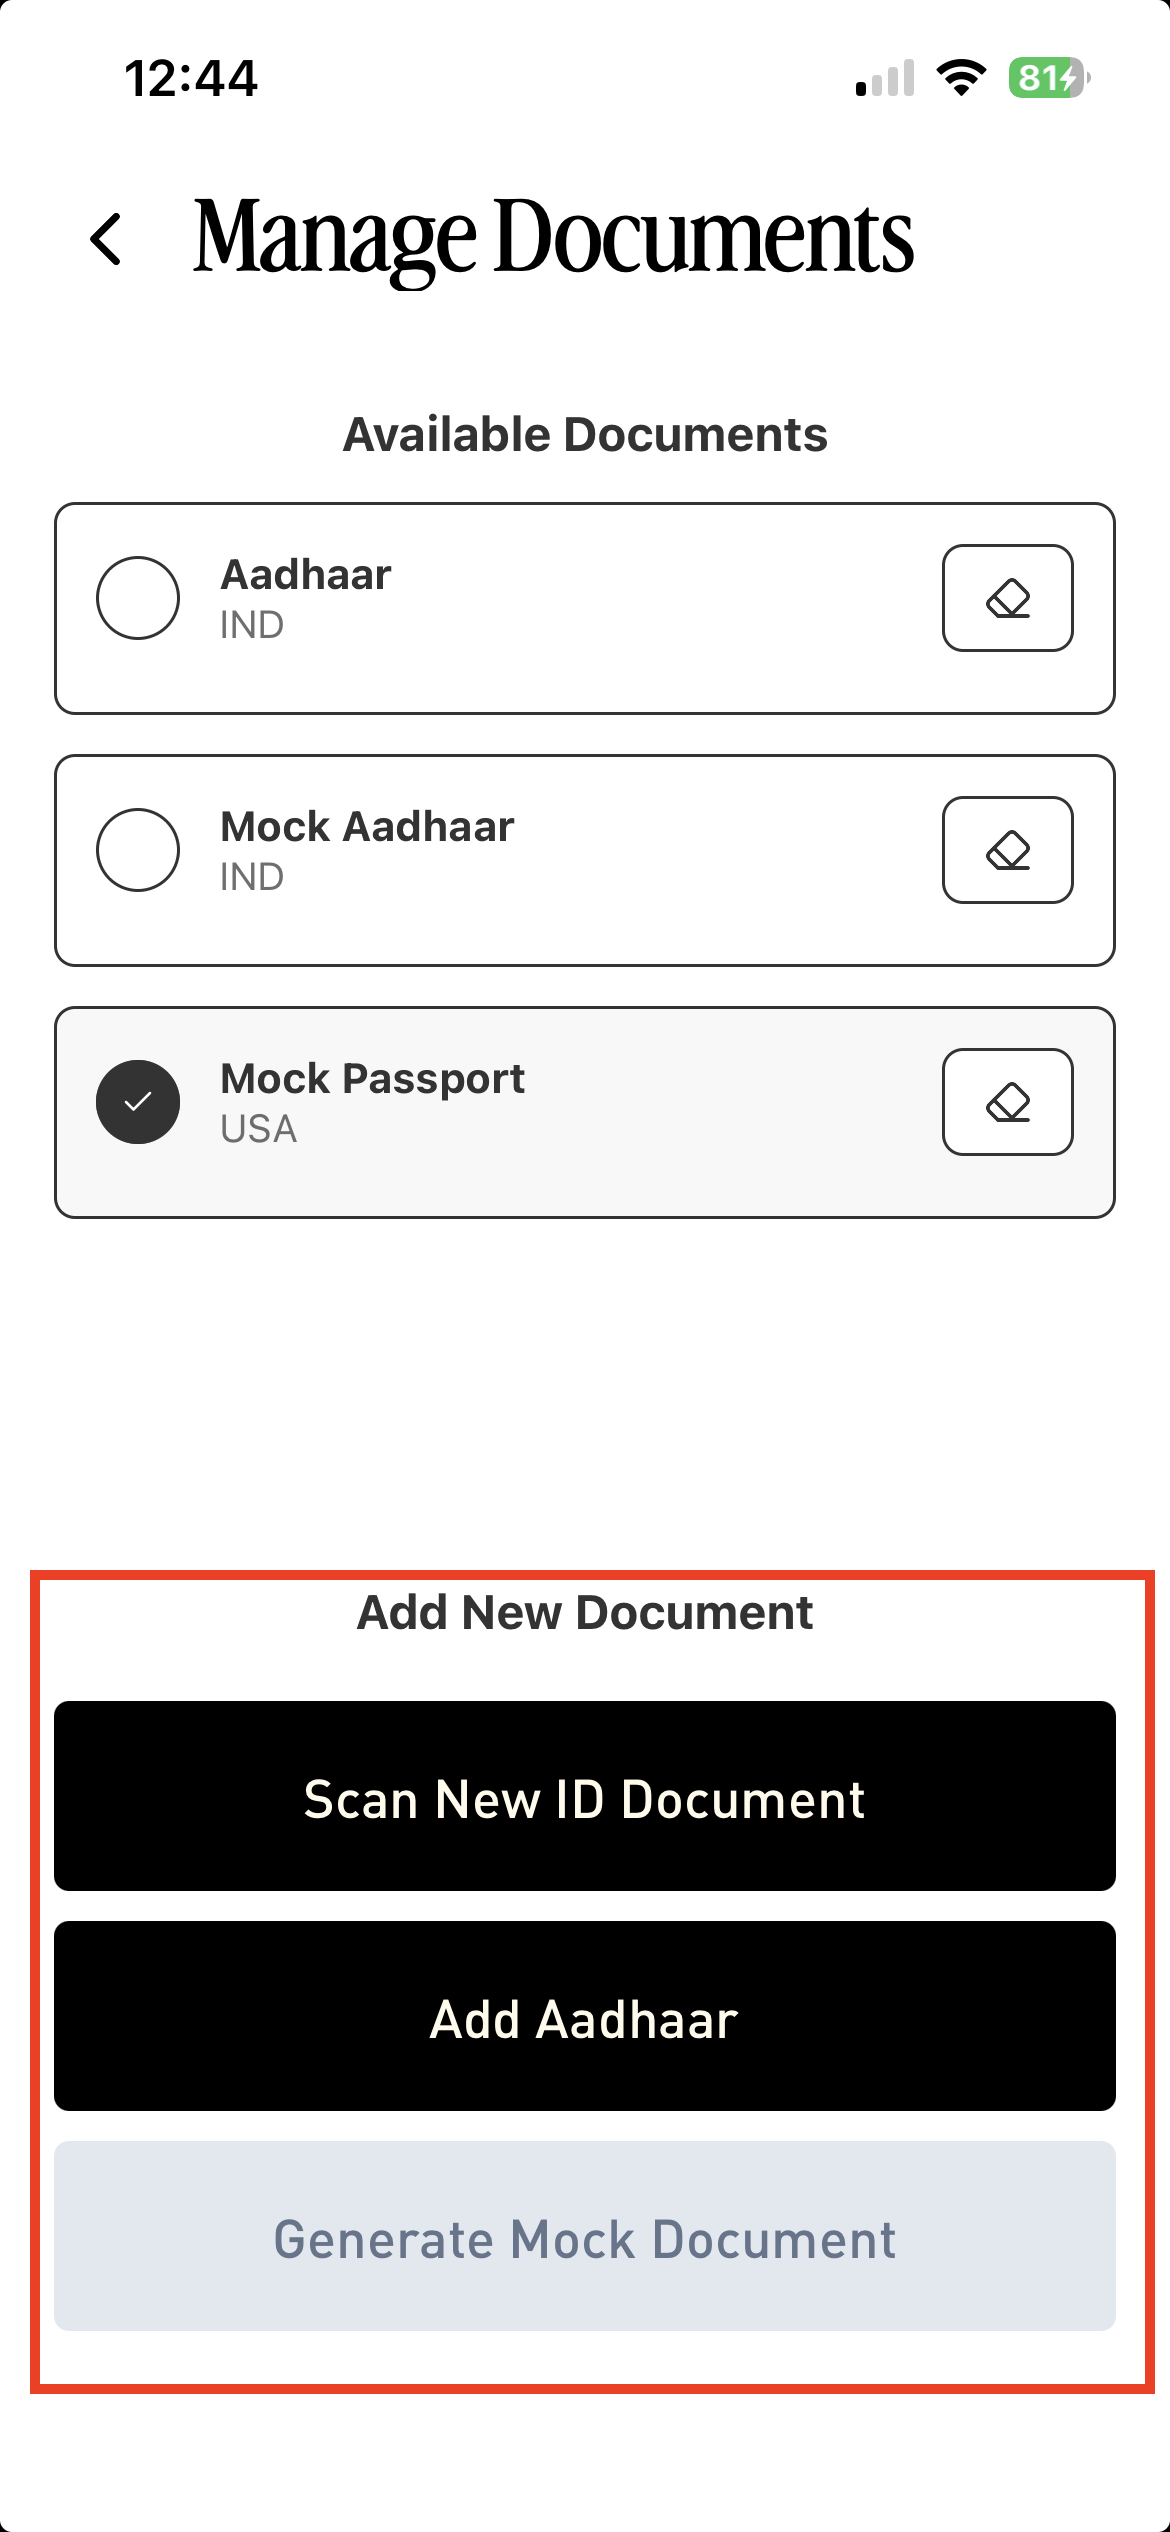 12:44
81
Manage Documents
Available Documents
Aadhaar
IND
Mock Aadhaar
IND
Mock Passport
USA
Add New Document
Scan New ID Document
Add Aadhaar
Generate Mock Document